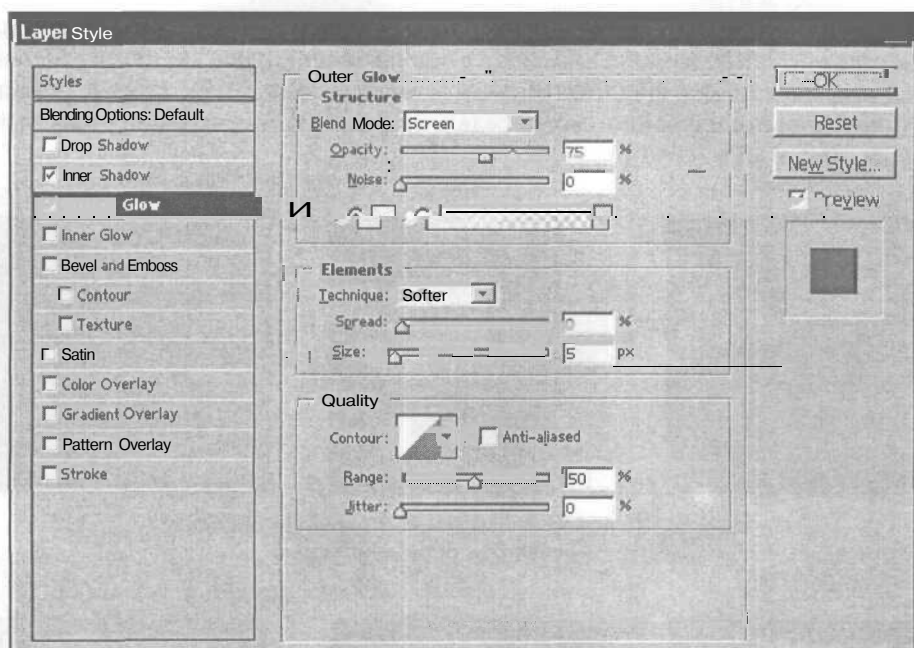 Layer Style
Styles
Blending Options: Default
Drop Shadow
Inner Shadow
Glow
Inner Glow
Bevel and Emboss
Contour
Texture
Satin
Color Overlay
Gradient Overlay
Pattern Overlay
Stroke
Outer Glow
Structure
Blend Mode: Screen
Opacity: 75 %
Noise: 0 %
Elements
Technique: Softer
Spread: 0 %
Size: 5 px
Quality
Contour: Anti-aliased
Range: 50 %
Jitter: 0 %
OK
Reset
New Style...
Preview